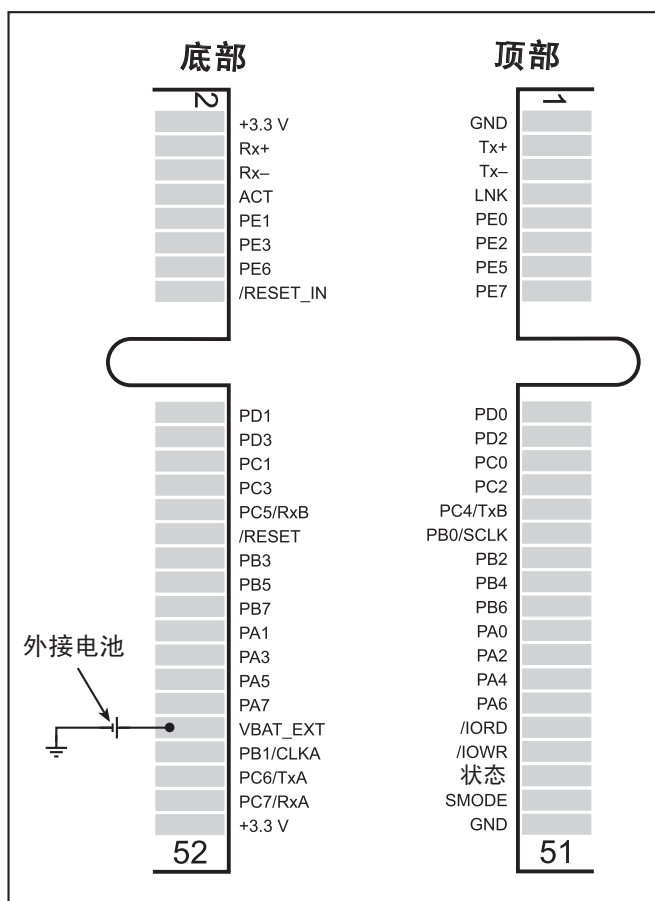 底部
2
+3.3 V
Rx+
Rx–
ACT
PE1
PE3
PE6
/RESET_IN
PD1
PD3
PC1
PC3
PC5/RxB
/RESET
PB3
PB5
PB7
PA1
PA3
PA5
PA7
外接电池
VBAT_EXT
PB1/CLKA
PC6/TxA
PC7/RxA
+3.3 V
52
顶部
1
GND
Tx+
Tx–
LNK
PE0
PE2
PE5
PE7
PD0
PD2
PC0
PC2
PC4/TxB
PB0/SCLK
PB2
PB4
PB6
PA0
PA2
PA4
PA6
/IORD
/IOWR
状态
SMODE
GND
51